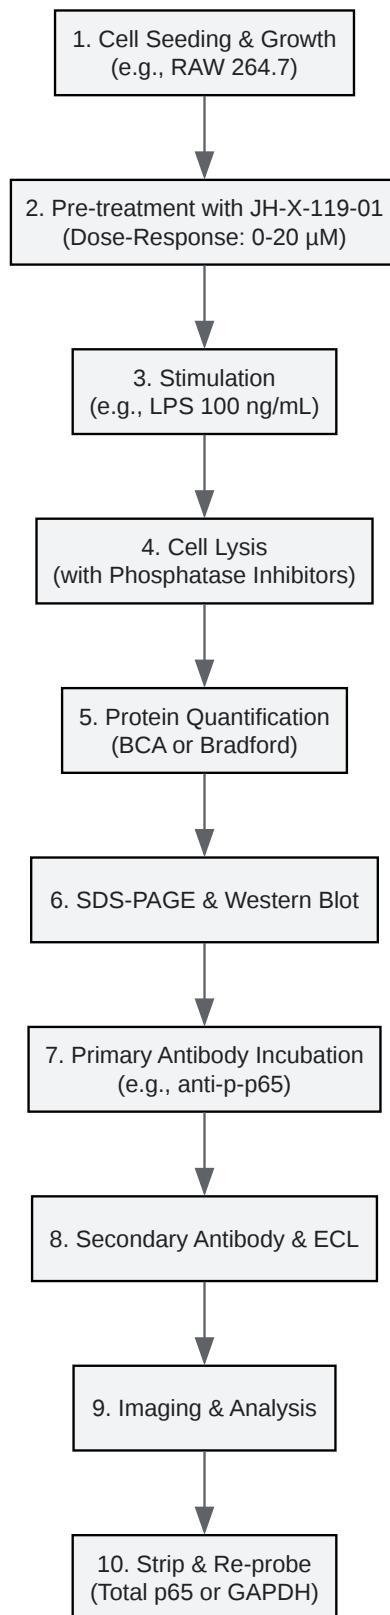 1. Cell Seeding & Growth
(e.g., RAW 264.7)
2. Pre-treatment with JH-X-119-01
(Dose-Response: 0-20 µM)
3. Stimulation
(e.g., LPS 100 ng/mL)
4. Cell Lysis
(with Phosphatase Inhibitors)
5. Protein Quantification
(BCA or Bradford)
6. SDS-PAGE & Western Blot
7. Primary Antibody Incubation
(e.g., anti-p-p65)
8. Secondary Antibody & ECL
9. Imaging & Analysis
10. Strip & Re-probe
(Total p65 or GAPDH)